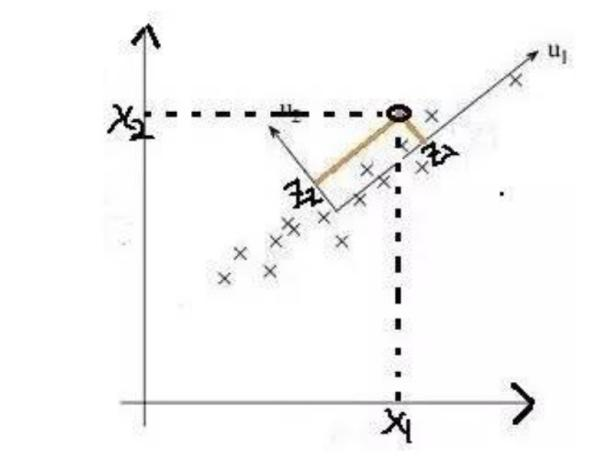 u₁
x₂
u₂
z₁
z₂
x₁